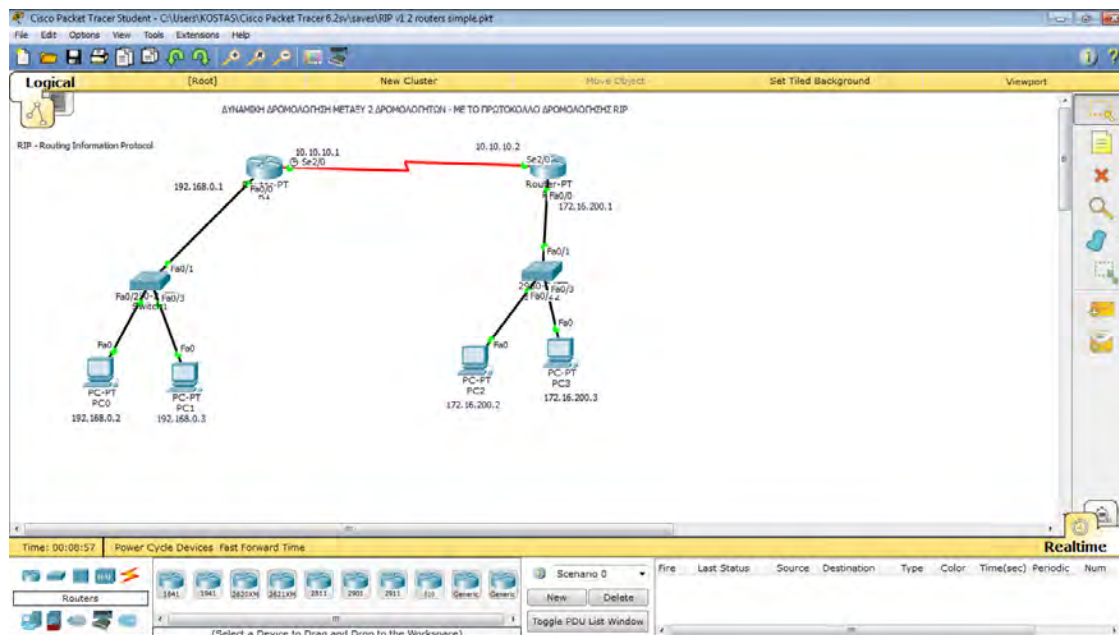 Cisco Packet Tracer Student - C:\Users\KOSTAS\Cisco Packet Tracer 6.2sv\saves\RIP v1 2 routers simple.pkt
File Edit Options View Tools Extensions Help
Logical [Root] New Cluster Move Object Set Tiled Background Viewport
ΔΥΝΑΜΙΚΗ ΔΡΟΜΟΛΟΓΗΣΗ ΜΕΤΑΞΥ 2 ΔΡΟΜΟΛΟΓΗΤΩΝ - ΜΕ ΤΟ ΠΡΩΤΟΚΟΛΛΟ ΔΡΟΜΟΛΟΓΗΣΗΣ RIP
RIP - Routing Information Protocol
10.10.10.1
Se2/0
10.10.10.2
Se2/0
192.168.0.1
Fa0/0
R1
Router-PT
Fa0/0
172.16.200.1
Fa0/1
Fa0/3
Switch1
Fa0/1
Fa0/3
Fa0
Fa0
Fa0
Fa0
PC-PT
PC0
192.168.0.2
PC-PT
PC1
192.168.0.3
PC-PT
PC2
172.16.200.2
PC-PT
PC3
172.16.200.3
Time: 00:08:57 Power Cycle Devices Fast Forward Time Realtime
Routers
1841 1941 2620XM 2621XM 2811 2901 2911 819 Generic Generic
(Select a Device to Drag and Drop to the Workspace)
Scenario 0
New Delete
Toggle PDU List Window
Fire Last Status Source Destination Type Color Time(sec) Periodic Num